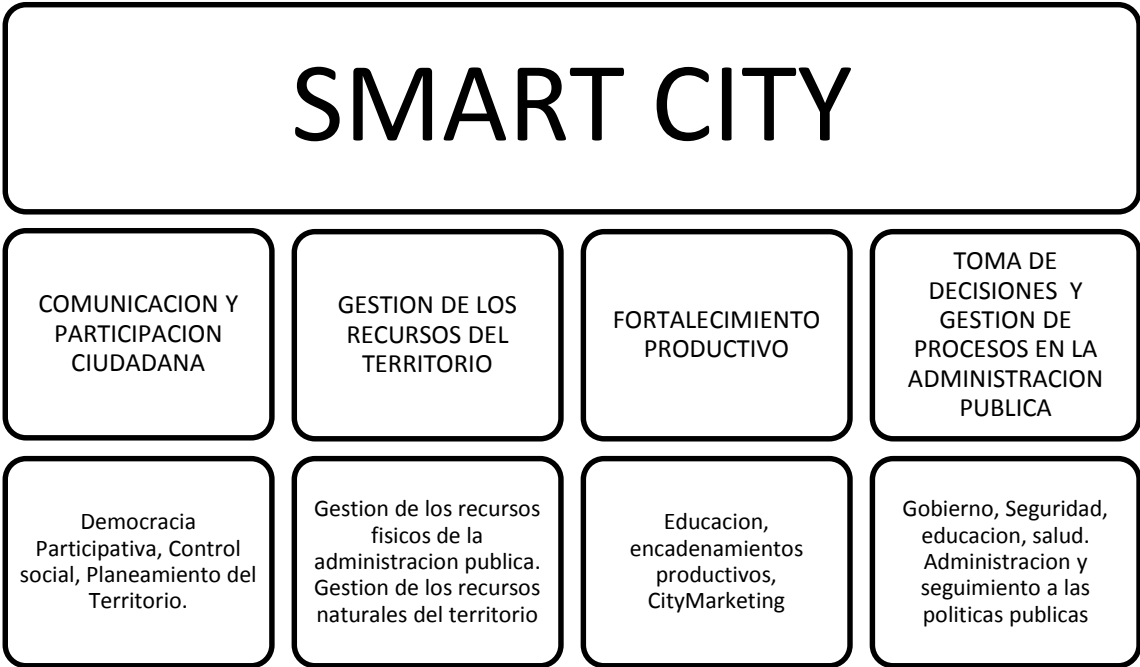 SMART CITY
COMUNICACION Y
PARTICIPACION
CIUDADANA
GESTION DE LOS
RECURSOS DEL
TERRITORIO
FORTALECIMIENTO
PRODUCTIVO
TOMA DE
DECISIONES Y
GESTION DE
PROCESOS EN LA
ADMINISTRACION
PUBLICA
Democracia
Participativa, Control
social, Planeamiento del
Territorio.
Gestion de los recursos
fisicos de la
administracion publica.
Gestion de los recursos
naturales del territorio
Educacion,
encadenamientos
productivos,
CityMarketing
Gobierno, Seguridad,
educacion, salud.
Administracion y
seguimiento a las
politicas publicas